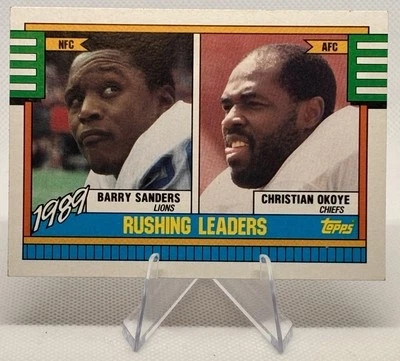 NFC
AFC
BARRY SANDERS
LIONS
CHRISTIAN OKOYE
CHIEFS
1989
RUSHING LEADERS
Topps